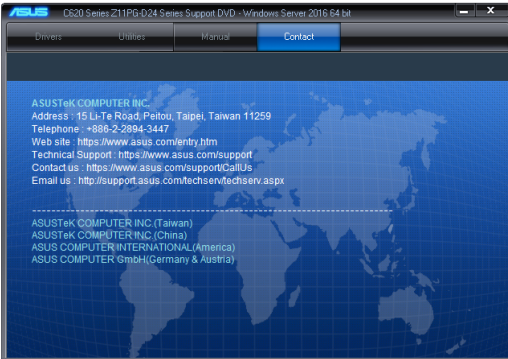 ASUS C620 Series Z11PG-D24 Series Support DVD - Windows Server 2016 64 bit
Drivers Utilities Manual Contact
ASUSTeK COMPUTER INC.
Address : 15 Li-Te Road, Peitou, Taipei, Taiwan 11259
Telephone : +886-2-2894-3447
Web site : https://www.asus.com/entry.htm
Technical Support : https://www.asus.com/support
Contact us : https://www.asus.com/support/CallUs
Email us : http://support.asus.com/techserv/techserv.aspx
ASUSTeK COMPUTER INC.(Taiwan)
ASUSTeK COMPUTER INC.(China)
ASUS COMPUTER INTERNATIONAL(America)
ASUS COMPUTER GmbH(Germany & Austria)